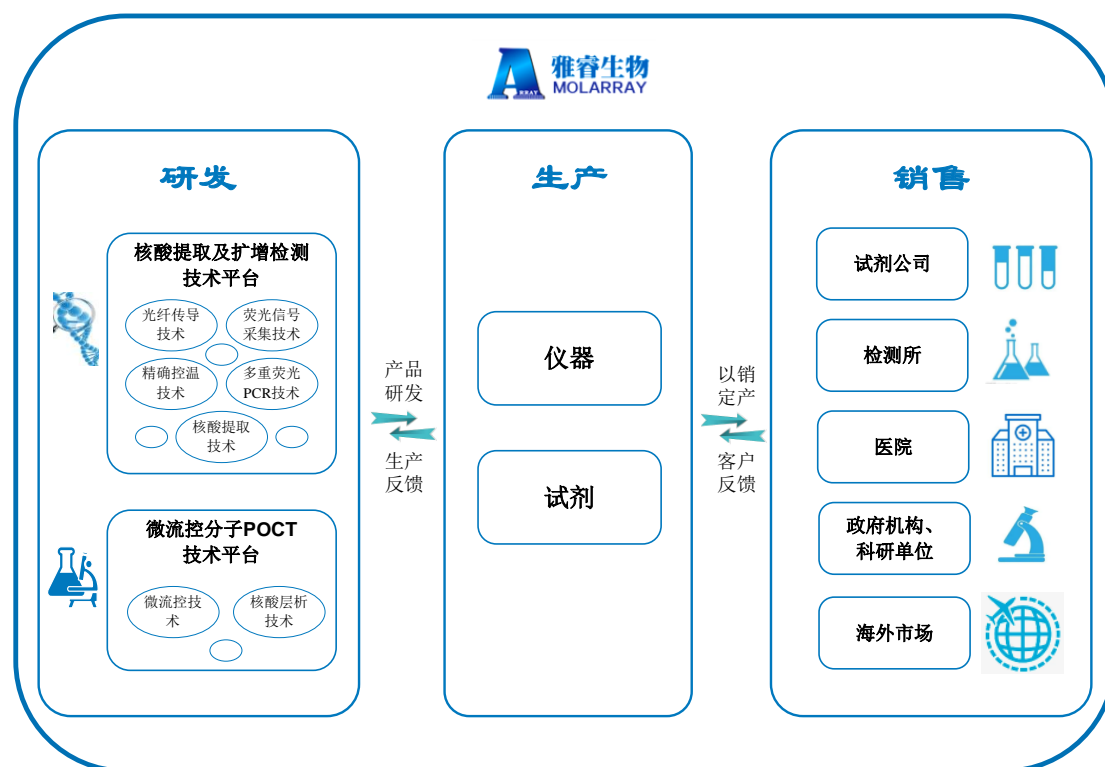 雅睿生物
MOLARRAY
研发
核酸提取及扩增检测
技术平台
光纤传导
技术
荧光信号
采集技术
精确控温
技术
多重荧光
PCR技术
核酸提取
技术
微流控分子POCT
技术平台
微流控技
术
核酸层析
技术
产品
研发
生产
反馈
生产
仪器
试剂
以销
定产
客户
反馈
销售
试剂公司
检测所
医院
政府机构、
科研单位
海外市场